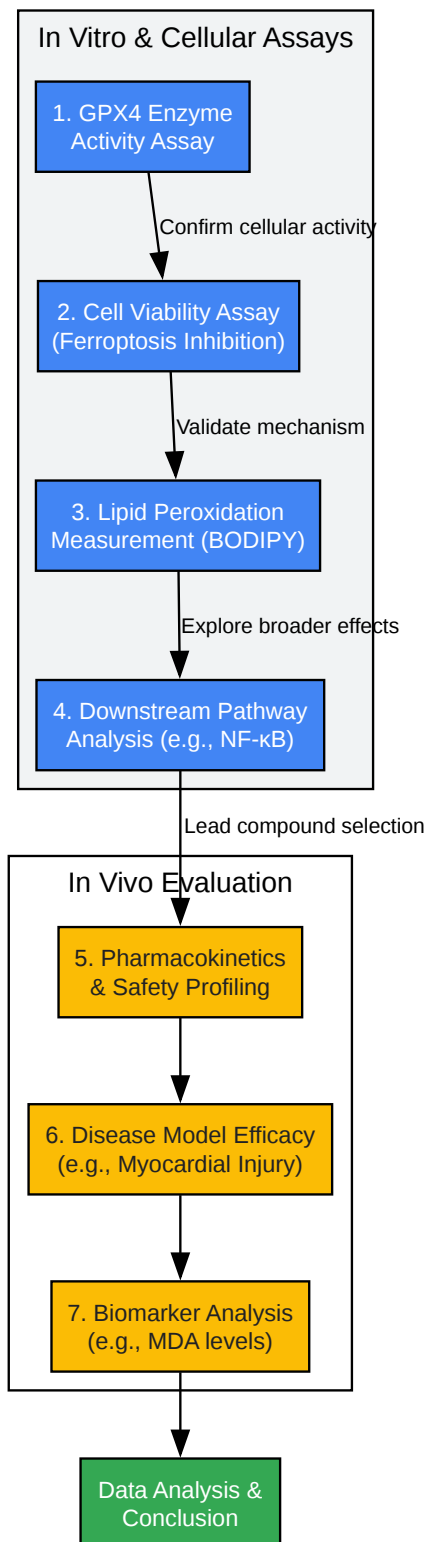 In Vitro & Cellular Assays
1. GPX4 Enzyme
Activity Assay
Confirm cellular activity
2. Cell Viability Assay
(Ferroptosis Inhibition)
Validate mechanism
3. Lipid Peroxidation
Measurement (BODIPY)
Explore broader effects
4. Downstream Pathway
Analysis (e.g., NF-κB)
Lead compound selection
In Vivo Evaluation
5. Pharmacokinetics
& Safety Profiling
6. Disease Model Efficacy
(e.g., Myocardial Injury)
7. Biomarker Analysis
(e.g., MDA levels)
Data Analysis &
Conclusion